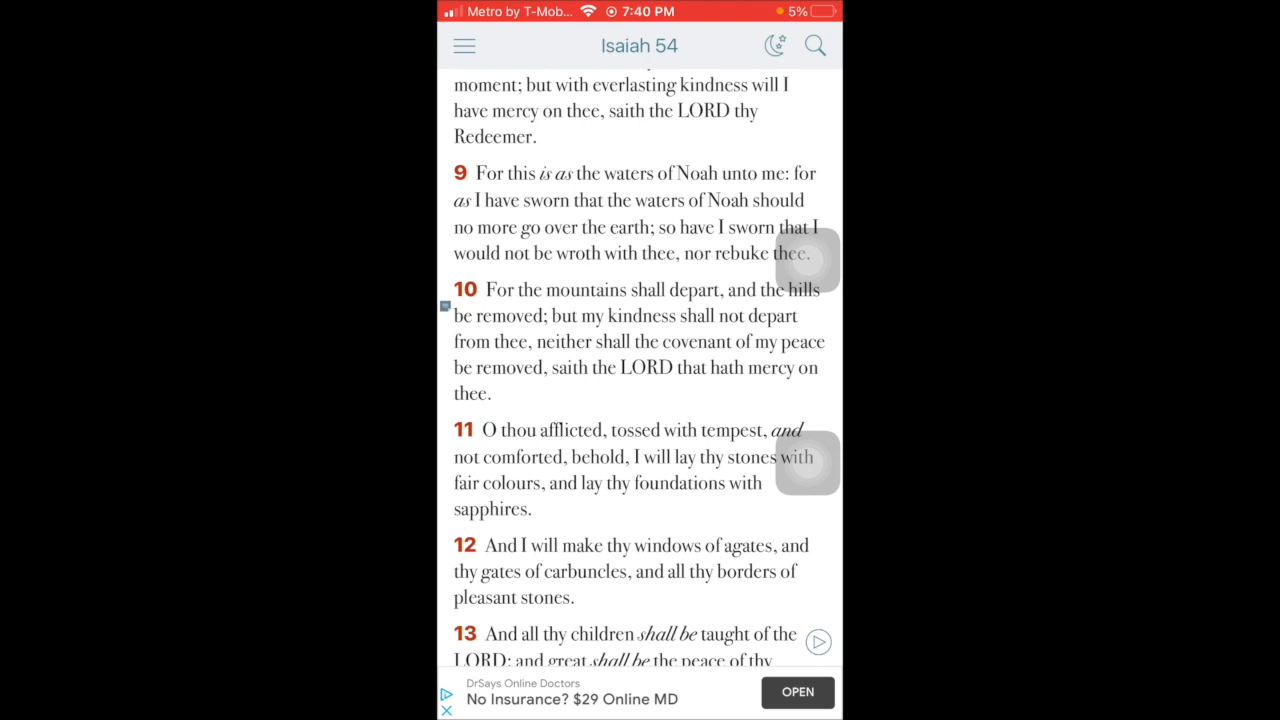 Metro by T-Mob... 7:40 PM 5%
Isaiah 54
moment; but with everlasting kindness will I
have mercy on thee, saith the LORD thy
Redeemer.
9 For this is as the waters of Noah unto me: for
as I have sworn that the waters of Noah should
no more go over the earth; so have I sworn that I
would not be wroth with thee, nor rebuke thee.
10 For the mountains shall depart, and the hills
be removed; but my kindness shall not depart
from thee, neither shall the covenant of my peace
be removed, saith the LORD that hath mercy on
thee.
11 O thou afflicted, tossed with tempest, and
not comforted, behold, I will lay thy stones with
fair colours, and lay thy foundations with
sapphires.
12 And I will make thy windows of agates, and
thy gates of carbuncles, and all thy borders of
pleasant stones.
13 And all thy children shall be taught of the
LORD; and great shall be the peace of thy
DrSays Online Doctors
No Insurance? $29 Online MD
OPEN